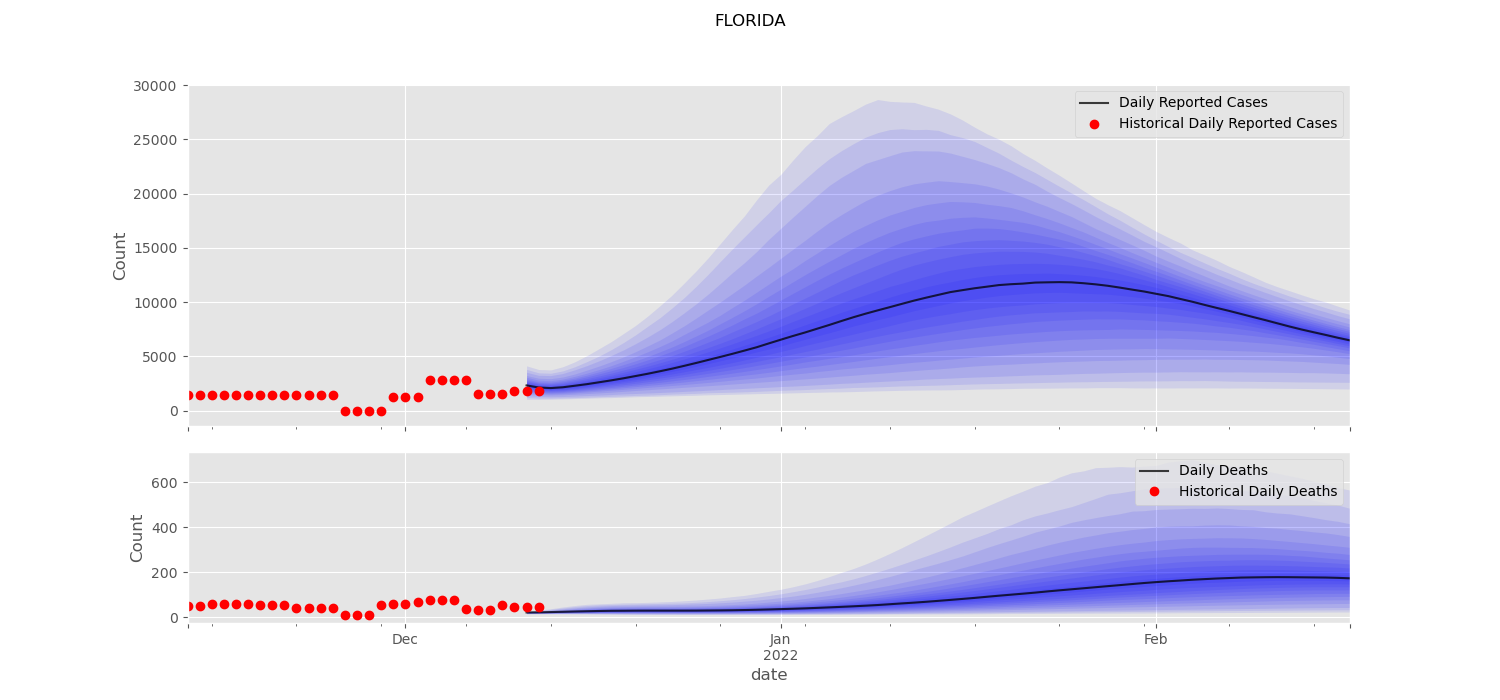 FLORIDA
30000
25000
20000
15000
10000
5000
0
Count
Daily Reported Cases
Historical Daily Reported Cases
600
400
200
0
Count
Daily Deaths
Historical Daily Deaths
Dec
Jan
2022
Feb
date